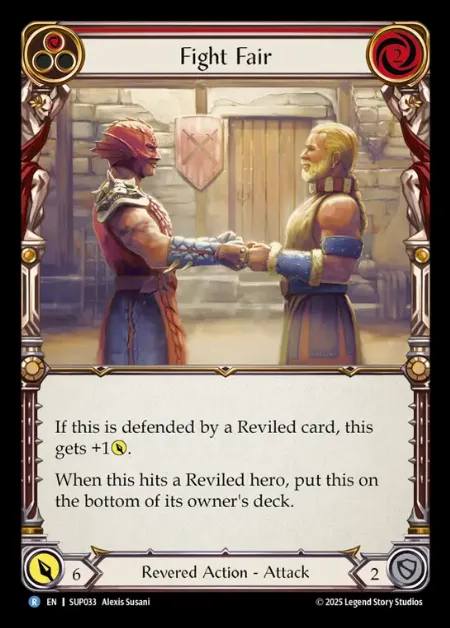 2
Fight Fair
If this is defended by a Reviled card, this
gets +1.
When this hits a Reviled hero, put this on
the bottom of its owner's deck.
6
Revered Action - Attack
2
R EN | SUP033 Alexis Susani
© 2025 Legend Story Studios